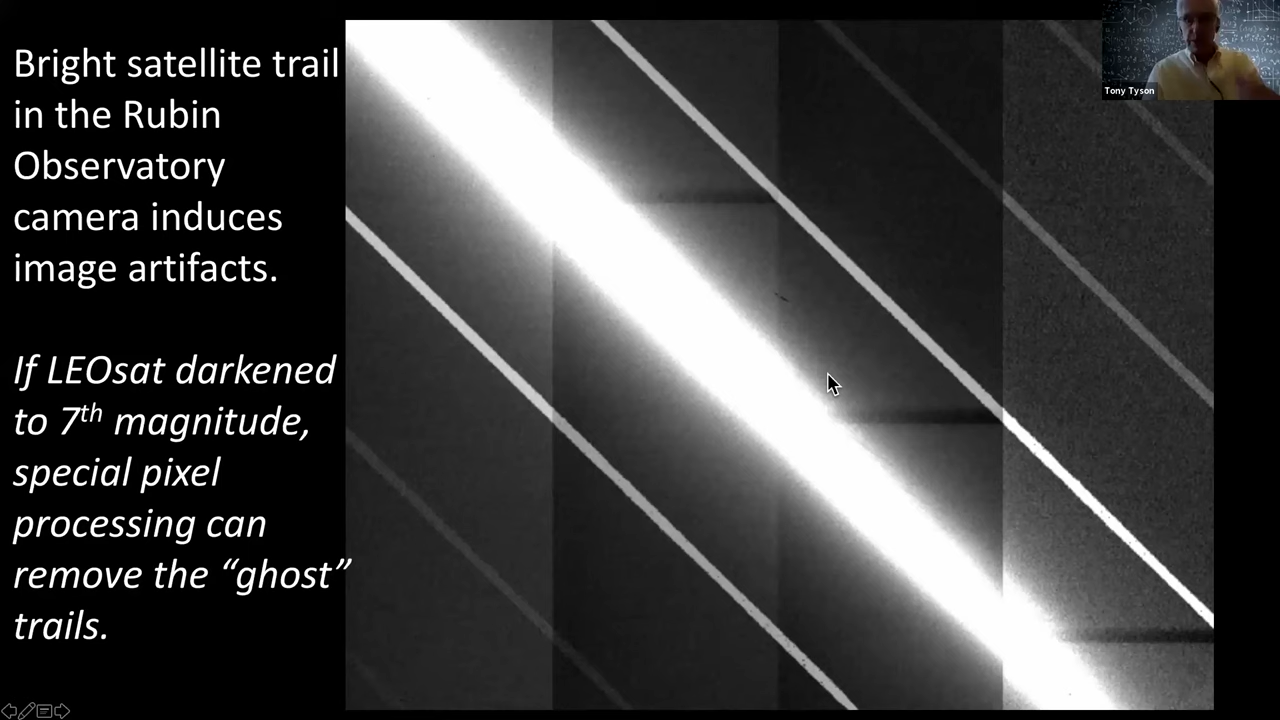 Bright satellite trail
in the Rubin
Observatory
camera induces
image artifacts.
If LEOsat darkened
to 7th magnitude,
special pixel
processing can
remove the “ghost”
trails.
Tony Tyson